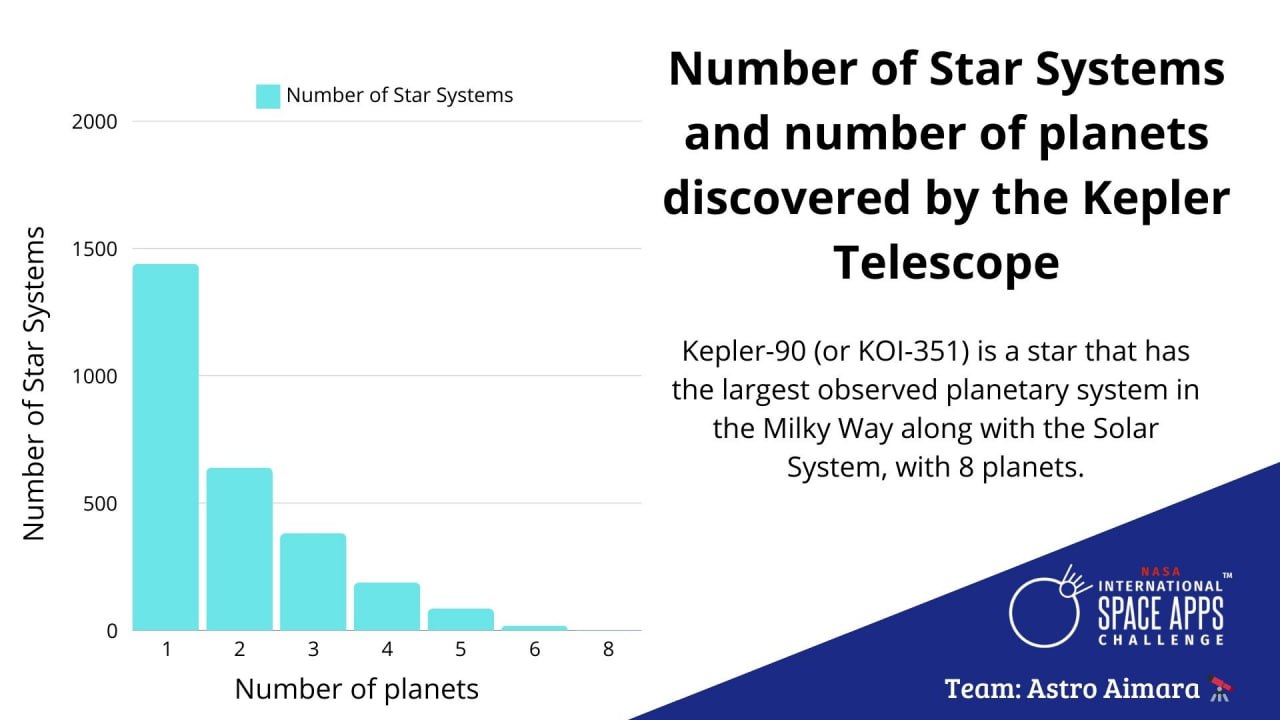 Number of Star Systems
and number of planets
discovered by the Kepler
Telescope
Kepler-90 (or KOI-351) is a star that has
the largest observed planetary system in
the Milky Way along with the Solar
System, with 8 planets.
Number of Star Systems
2000
1500
1000
500
0
Number of Star Systems
1 2 3 4 5 6 8
Number of planets
NASA
INTERNATIONAL™
SPACE APPS
CHALLENGE
Team: Astro Aimara